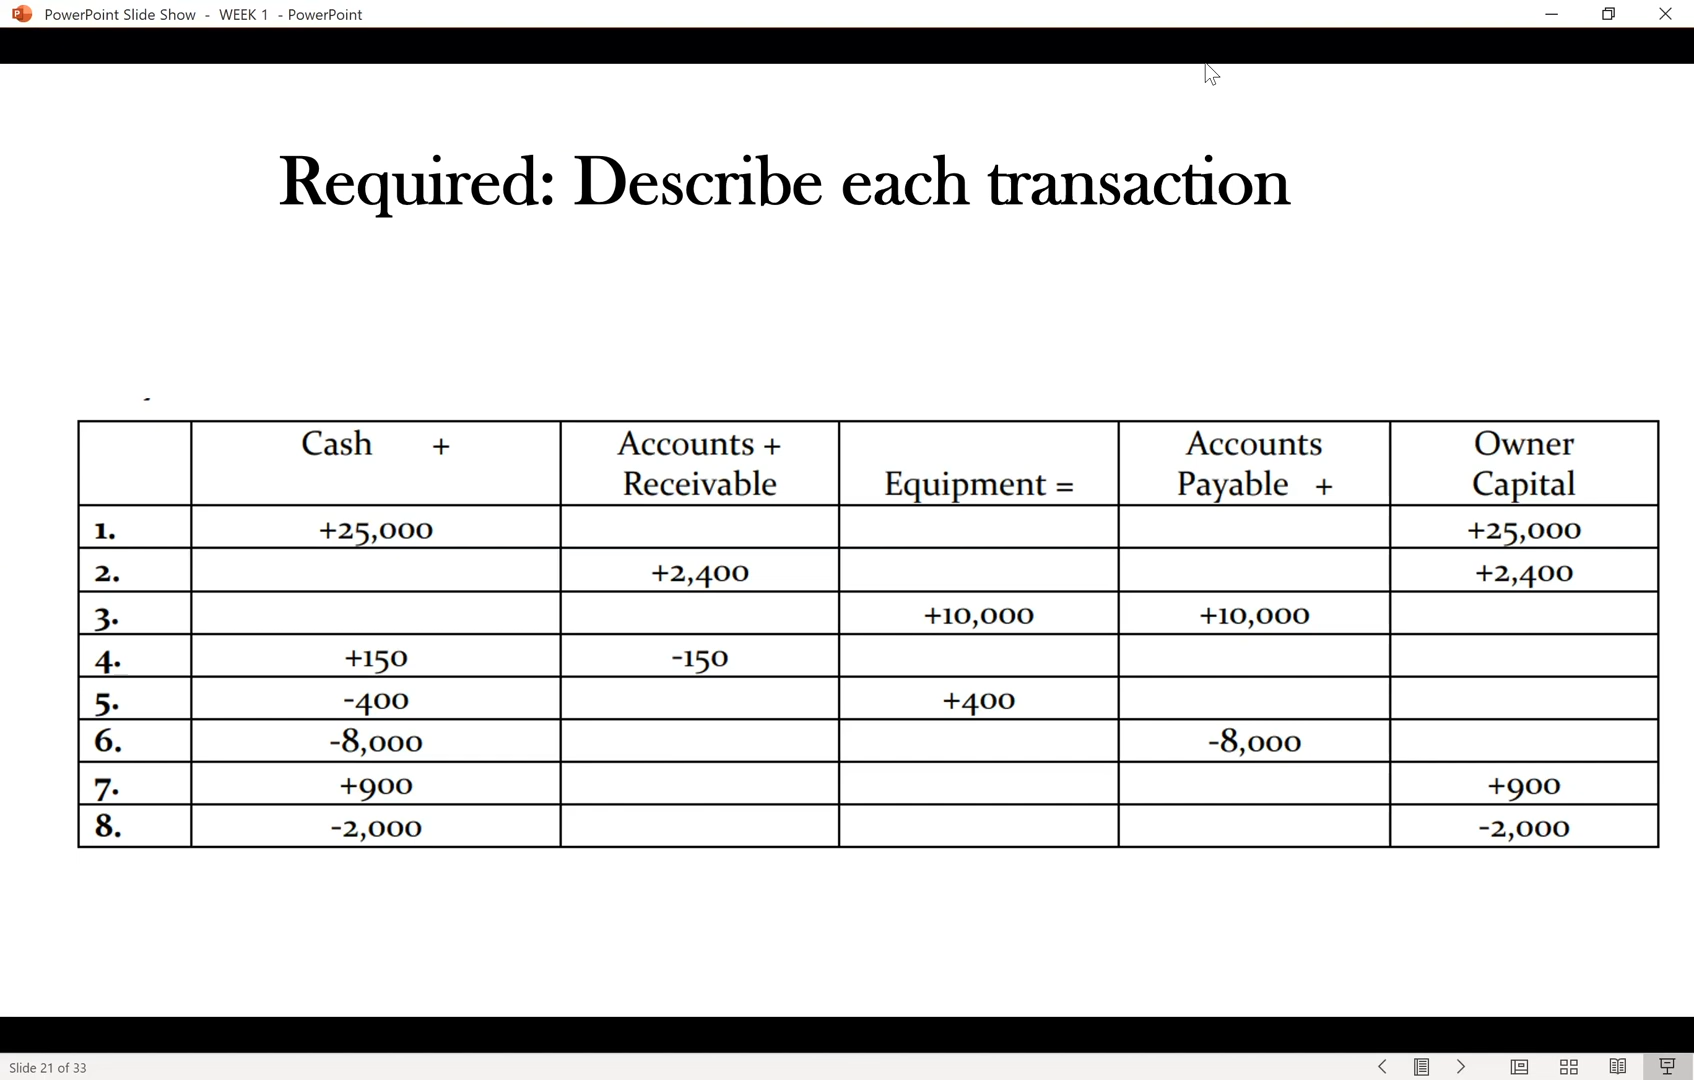 PowerPoint Slide Show - WEEK 1 - PowerPoint
Required: Describe each transaction
Cash + Accounts + Receivable Equipment = Accounts Payable + Owner Capital
1. +25,000 +25,000
2. +2,400 +2,400
3. +10,000 +10,000
4. +150 -150
5. -400 +400
6. -8,000 -8,000
7. +900 +900
8. -2,000 -2,000
Slide 21 of 33